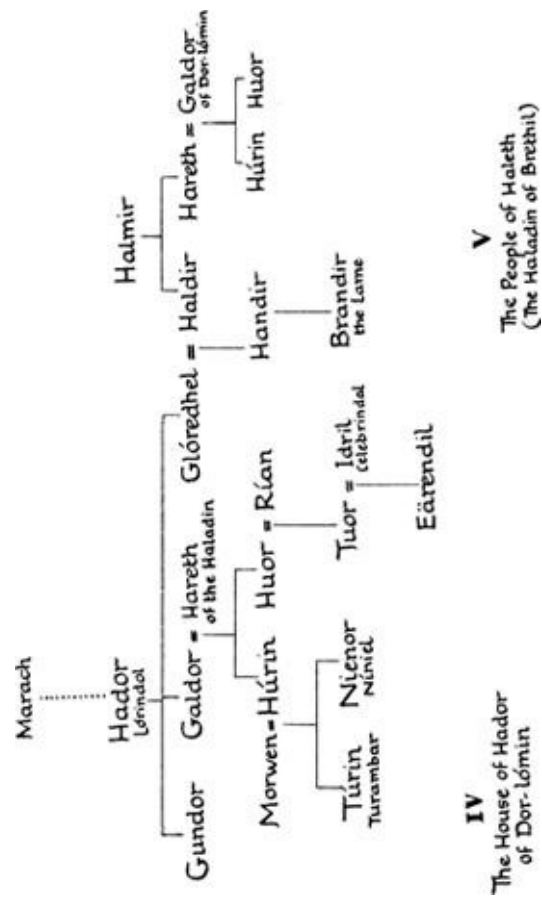 Marach
Hador
Lórindol
Gundor
Galdor = Hareth
of the Haladin
Glóredhel = Haldir
Morwen = Húrin
Huor = Rían
Túrin
Turambar
Nienor
Níniel
Tuor = Idril
Celebrindal
Eärendil
IV
The House of Hador
of Dor-lómin
Halmir
Hareth = Galdor
of Dor-lómin
Handir
Húrin Huor
Brandir
the Lame
V
The People of Haleth
(The Haladin of Brethil)